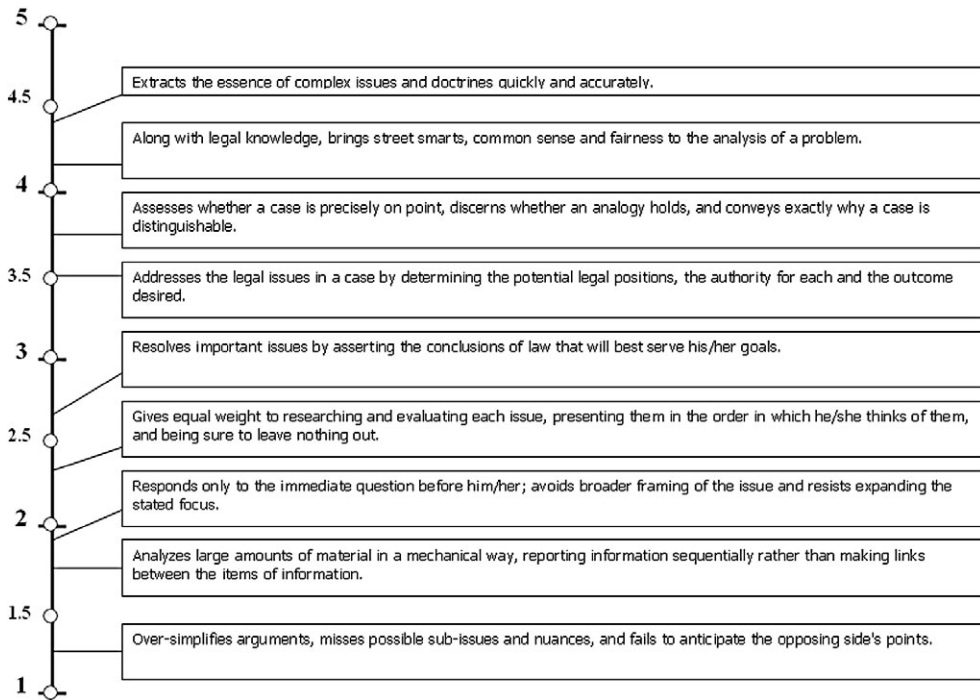 5
Extracts the essence of complex issues and doctrines quickly and accurately.
4.5
Along with legal knowledge, brings street smarts, common sense and fairness to the analysis of a problem.
4
Assesses whether a case is precisely on point, discerns whether an analogy holds, and conveys exactly why a case is
distinguishable.
3.5
Addresses the legal issues in a case by determining the potential legal positions, the authority for each and the outcome
desired.
3
Resolves important issues by asserting the conclusions of law that will best serve his/her goals.
Gives equal weight to researching and evaluating each issue, presenting them in the order in which he/she thinks of them,
2.5
and being sure to leave nothing out.
Responds only to the immediate question before him/her; avoids broader framing of the issue and resists expanding the
stated focus.
2
Analyzes large amounts of material in a mechanical way, reporting information sequentially rather than making links
between the items of information.
1.5
Over-simplifies arguments, misses possible sub-issues and nuances, and fails to anticipate the opposing side's points.
1